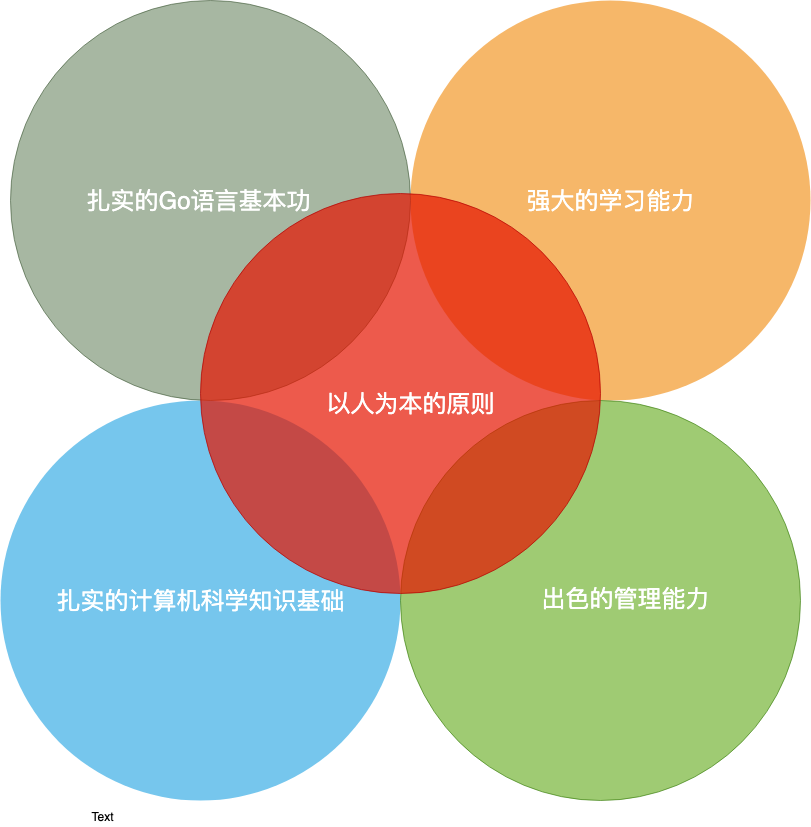 扎实的Go语言基本功
强大的学习能力
以人为本的原则
扎实的计算机科学知识基础
出色的管理能力
Text